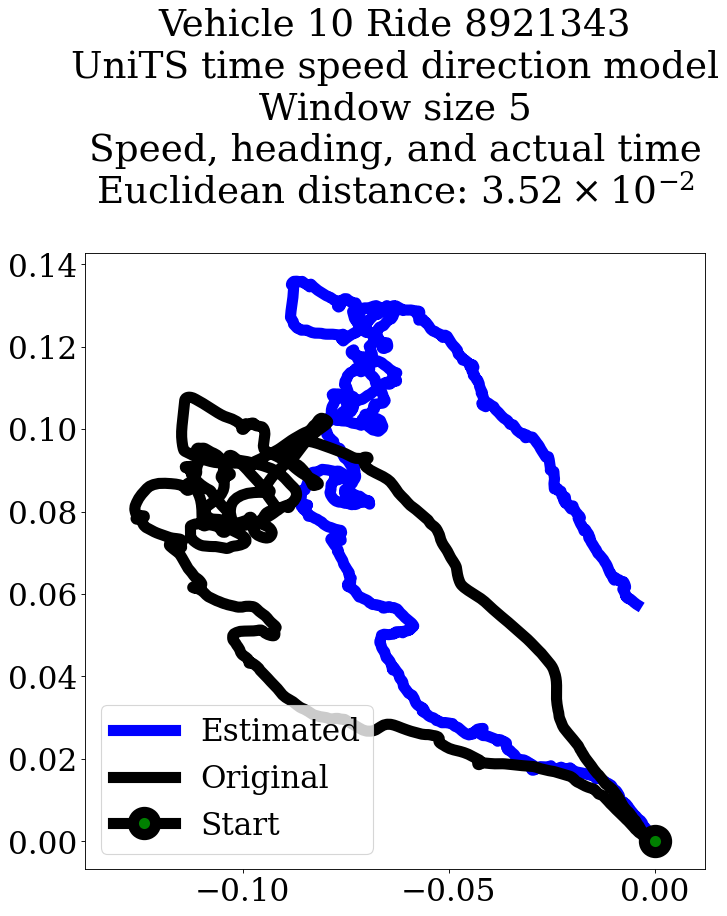 Vehicle 10 Ride 8921343
UniTS time speed direction model
Window size 5
Speed, heading, and actual time
Euclidean distance: 3.52 × 10⁻²
0.14
0.12
0.10
0.08
0.06
0.04
0.02
0.00
Estimated
Original
Start
−0.10
−0.05
0.00